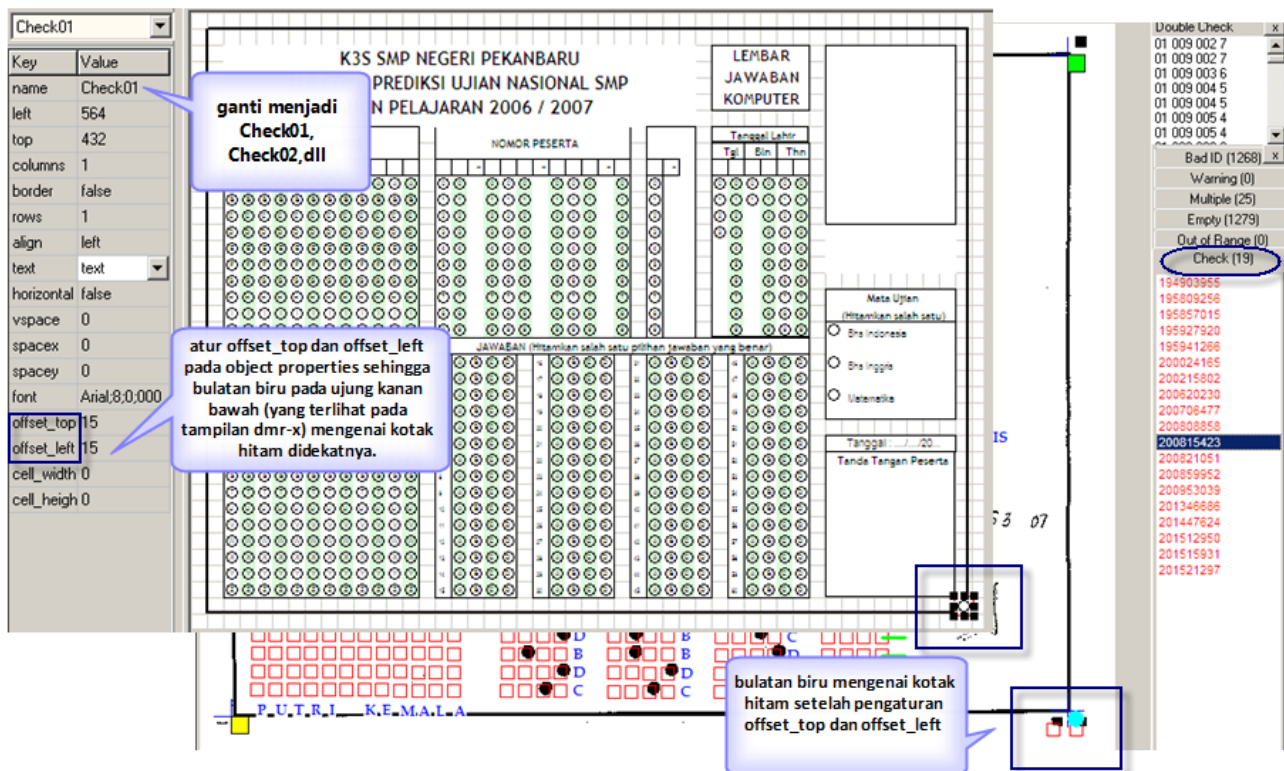 Check01
Key Value
name Check01
left 564
top 432
columns 1
border false
rows 1
align left
text text
horizontal false
vspace 0
spacex 0
spacey 0
font Arial;8;0;000
offset_top 15
offset_left 15
cell_width 0
cell_heigh 0
ganti menjadi
Check01,
Check02,dll
atur offset_top dan offset_left
pada object properties sehingga
bulatan biru pada ujung kanan
bawah (yang terlihat pada
tampilan dmr-x) mengenai kotak
hitam didekatnya.
K3S SMP NEGERI PEKANBARU
PREDIKSI UJIAN NASIONAL SMP
N PELAJARAN 2006 / 2007
LEMBAR
JAWABAN
KOMPUTER
NOMOR PESERTA
Tanggal Lahir
Tgl Bln Thn
Mata Ujian
(Hitamkan salah satu)
Bhs Indonesia
Bhs Inggris
Matematika
JAWABAN (Hitamkan salah satu pilihan jawaban yang benar)
Tanggal : .../.../20...
Tanda Tangan Peserta
IS
53 07
D B C
B B D
D D
C C
P U T R I K E M A L A
bulatan biru mengenai kotak
hitam setelah pengaturan
offset_top dan offset_left
Double Check x
01 009 002 7
01 009 002 7
01 009 003 6
01 009 004 5
01 009 004 5
01 009 005 4
01 009 005 4
Bad ID (1268) x
Warning (0)
Multiple (25)
Empty (1279)
Out of Range (0)
Check (19)
194903955
195809256
195857015
195927920
195941266
200024165
200215802
200620230
200706477
200808858
200815423
200821051
200859952
200953039
201346686
201447624
201512950
201515931
201521297